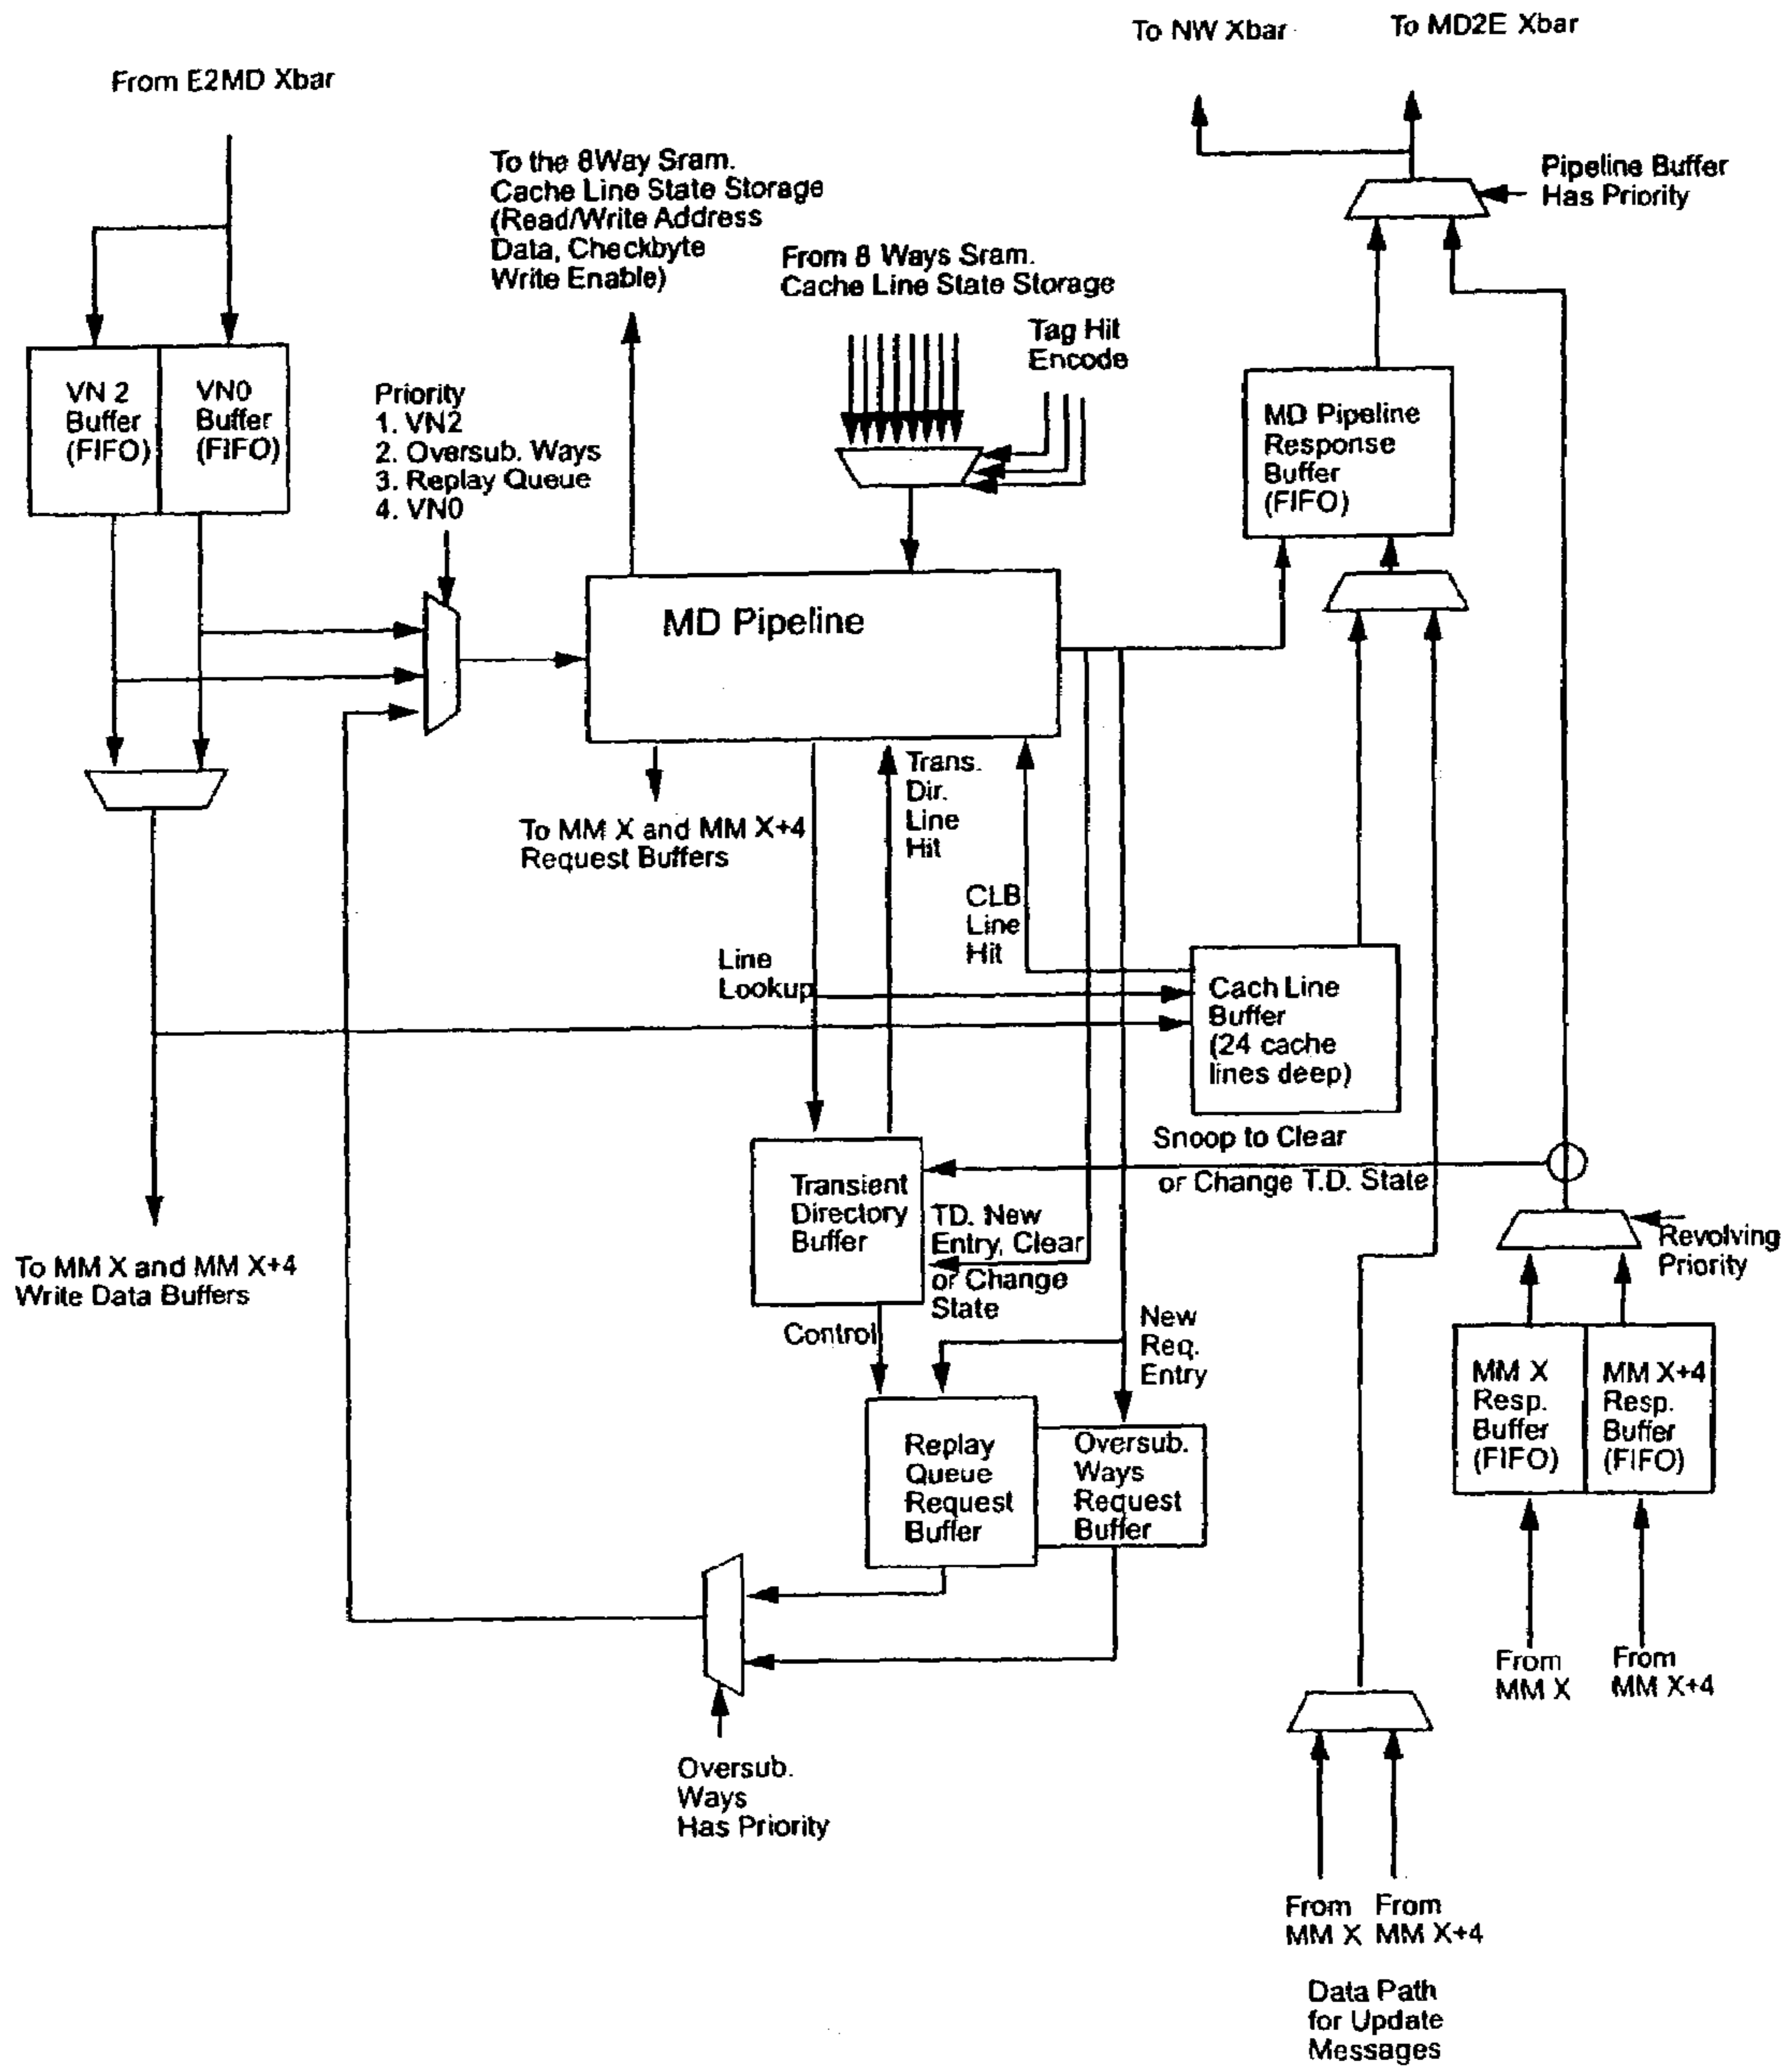 To NW Xbar
To MD2E Xbar
From E2MD Xbar
To the 8Way Sram.
Cache Line State Storage
(Read/Write Address
Data, Checkbyte
Write Enable)
From 8 Ways Sram.
Cache Line State Storage
Tag Hit
Encode
Pipeline Buffer
Has Priority
VN 2
Buffer
(FIFO)
VN0
Buffer
(FIFO)
Priority
1. VN2
2. Oversub. Ways
3. Replay Queue
4. VN0
MD Pipeline
Response
Buffer
(FIFO)
MD Pipeline
To MM X and MM X+4
Request Buffers
Trans.
Dir.
Line
Hit
CLB
Line
Hit
Line
Lookup
Cach Line
Buffer
(24 cache
lines deep)
Snoop to Clear
or Change T.D. State
Transient
Directory
Buffer
TD. New
Entry, Clear
or Change
State
Revolving
Priority
To MM X and MM X+4
Write Data Buffers
Control
New
Req.
Entry
MM X
Resp.
Buffer
(FIFO)
MM X+4
Resp.
Buffer
(FIFO)
Replay
Queue
Request
Buffer
Oversub.
Ways
Request
Buffer
From
MM X
From
MM X+4
Oversub.
Ways
Has Priority
From
MM X
From
MM X+4
Data Path
for Update
Messages